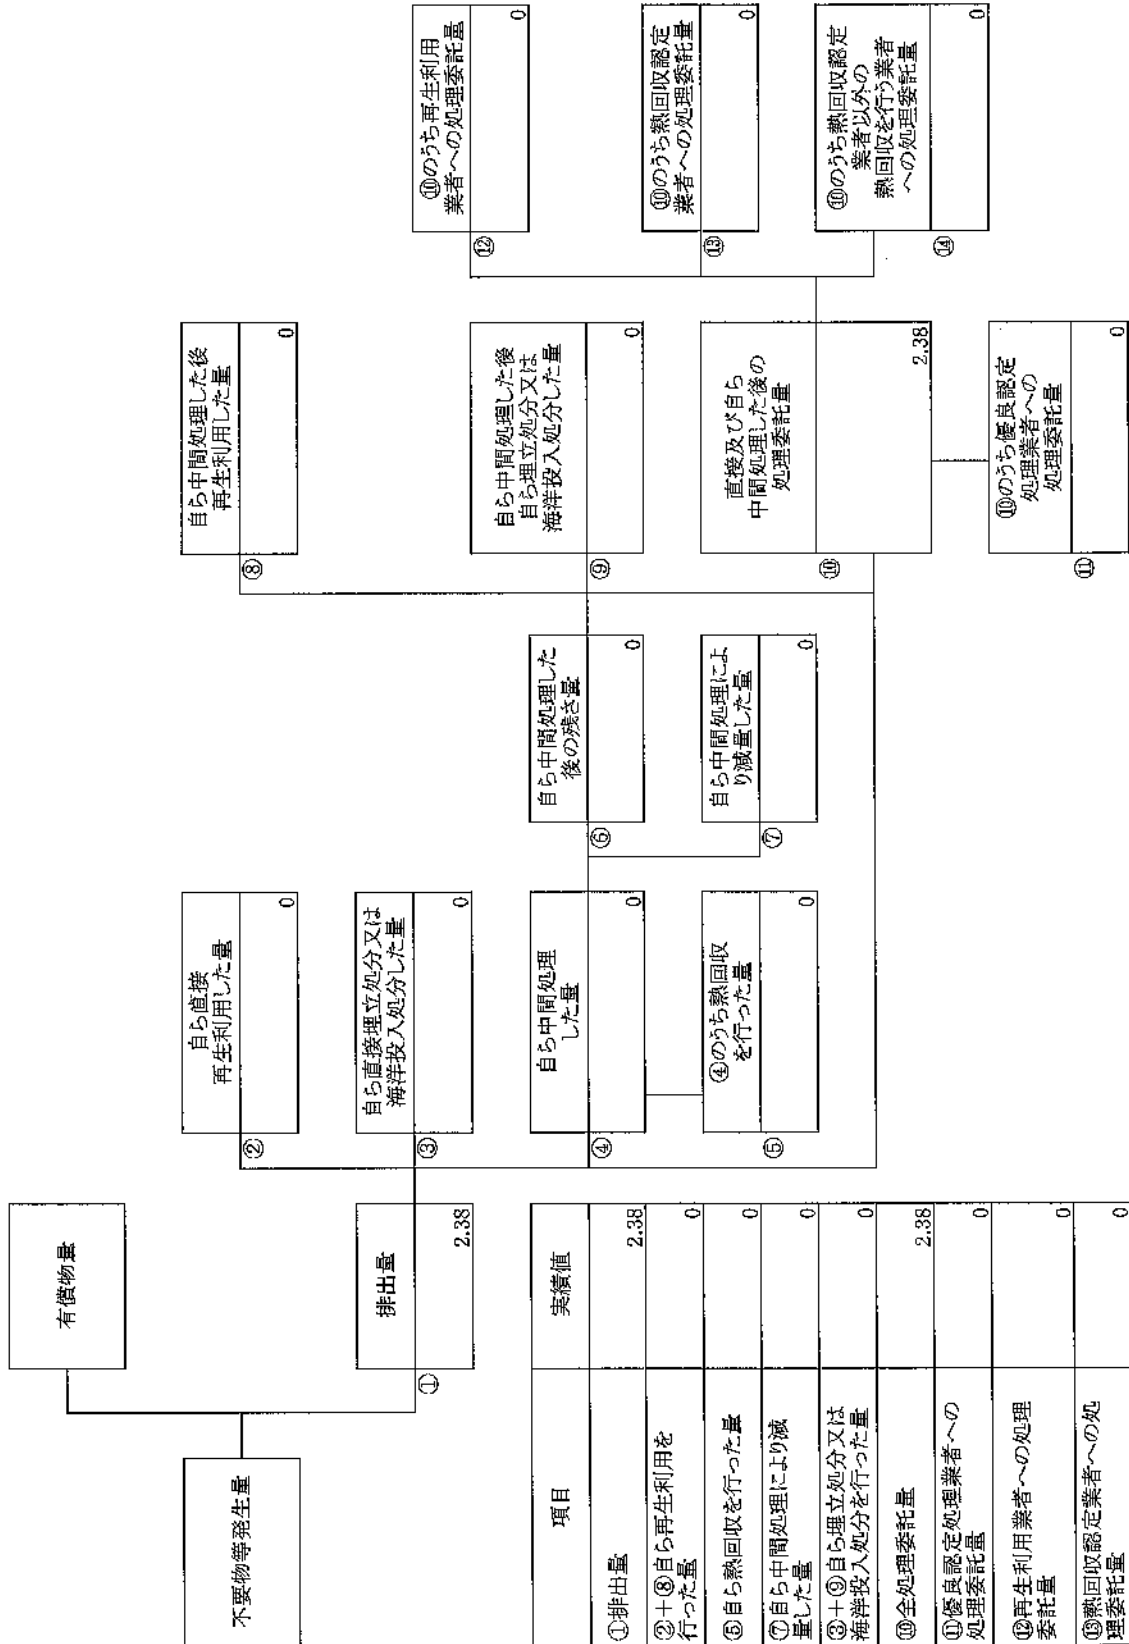 不要物等発生量
有償物量
排出量
①
2.38
自ら直接
再生利用した量
②
0
自ら直接埋立処分又は
海洋投入処分した量
③
0
自ら中間処理
した量
④
0
④のうち熱回収
を行った量
⑤
0
自ら中間処理した
後の残さ量
⑥
0
自ら中間処理によ
り減量した量
⑦
0
自ら中間処理した後
再生利用した量
⑧
0
自ら中間処理した後
自ら埋立処分又は
海洋投入処分した量
⑨
0
直接及び自ら
中間処理した後の
処理委託量
⑩
2.38
⑩のうち優良認定
処理業者への
処理委託量
⑪
0
⑩のうち再生利用
業者への処理委託量
⑫
0
⑩のうち熱回収認定
業者への処理委託量
⑬
0
⑩のうち熱回収認定
業者以外の
熱回収を行う業者
への処理委託量
⑭
0
項目 実績値
①排出量 2.38
②+⑧自ら再生利用を
行った量 0
⑤自ら熱回収を行った量 0
⑦自ら中間処理により減
量した量 0
③+⑨自ら埋立処分又は
海洋投入処分を行った量 0
⑩全処理委託量 2.38
⑪優良認定処理業者への
処理委託量 0
⑫再生利用業者への処理
委託量 0
⑬熱回収認定業者への処
理委託量 0